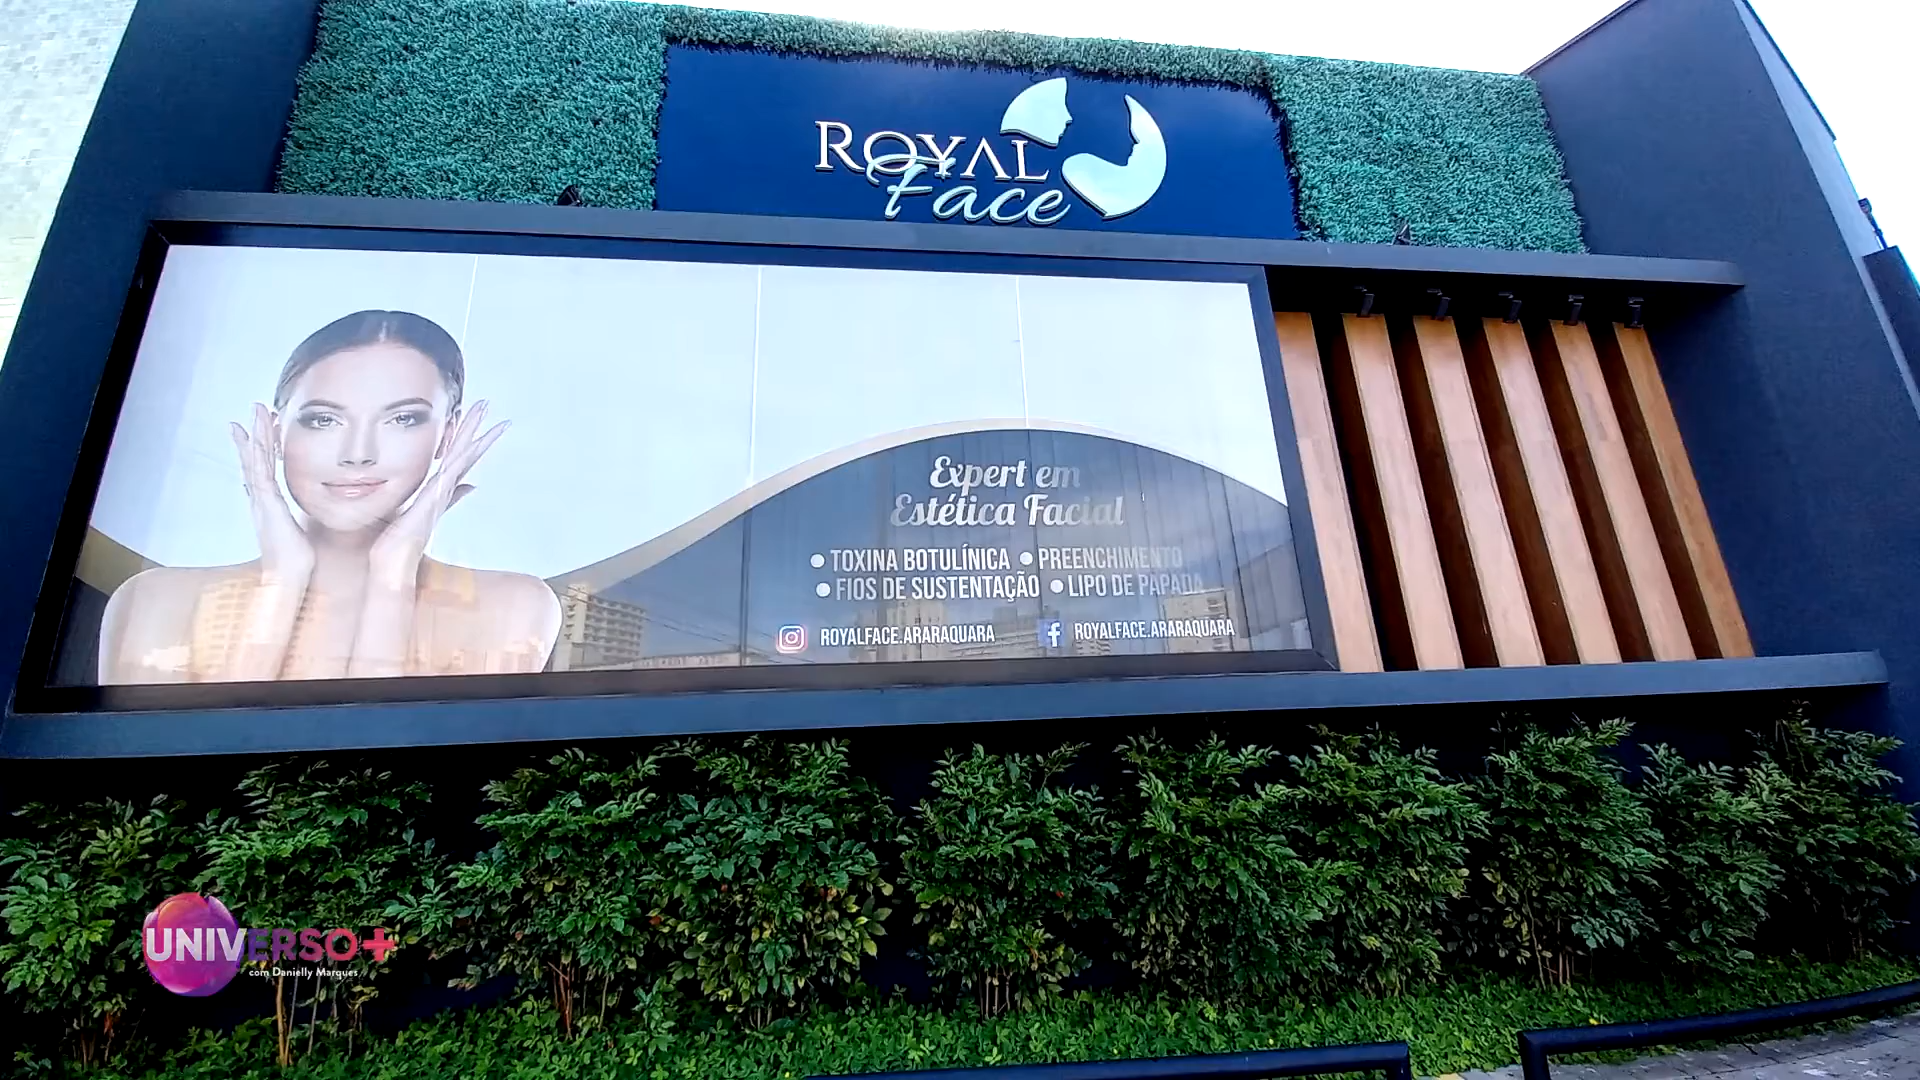 ROYAL
Face
Expert em
Estética Facial
• TOXINA BOTULÍNICA • PREENCHIMENTO
• FIOS DE SUSTENTAÇÃO • LIPO DE PAPADA
ROYALFACE.ARARAQUARA ROYALFACE.ARARAQUARA
UNIVERSO+
com Danielly Marques